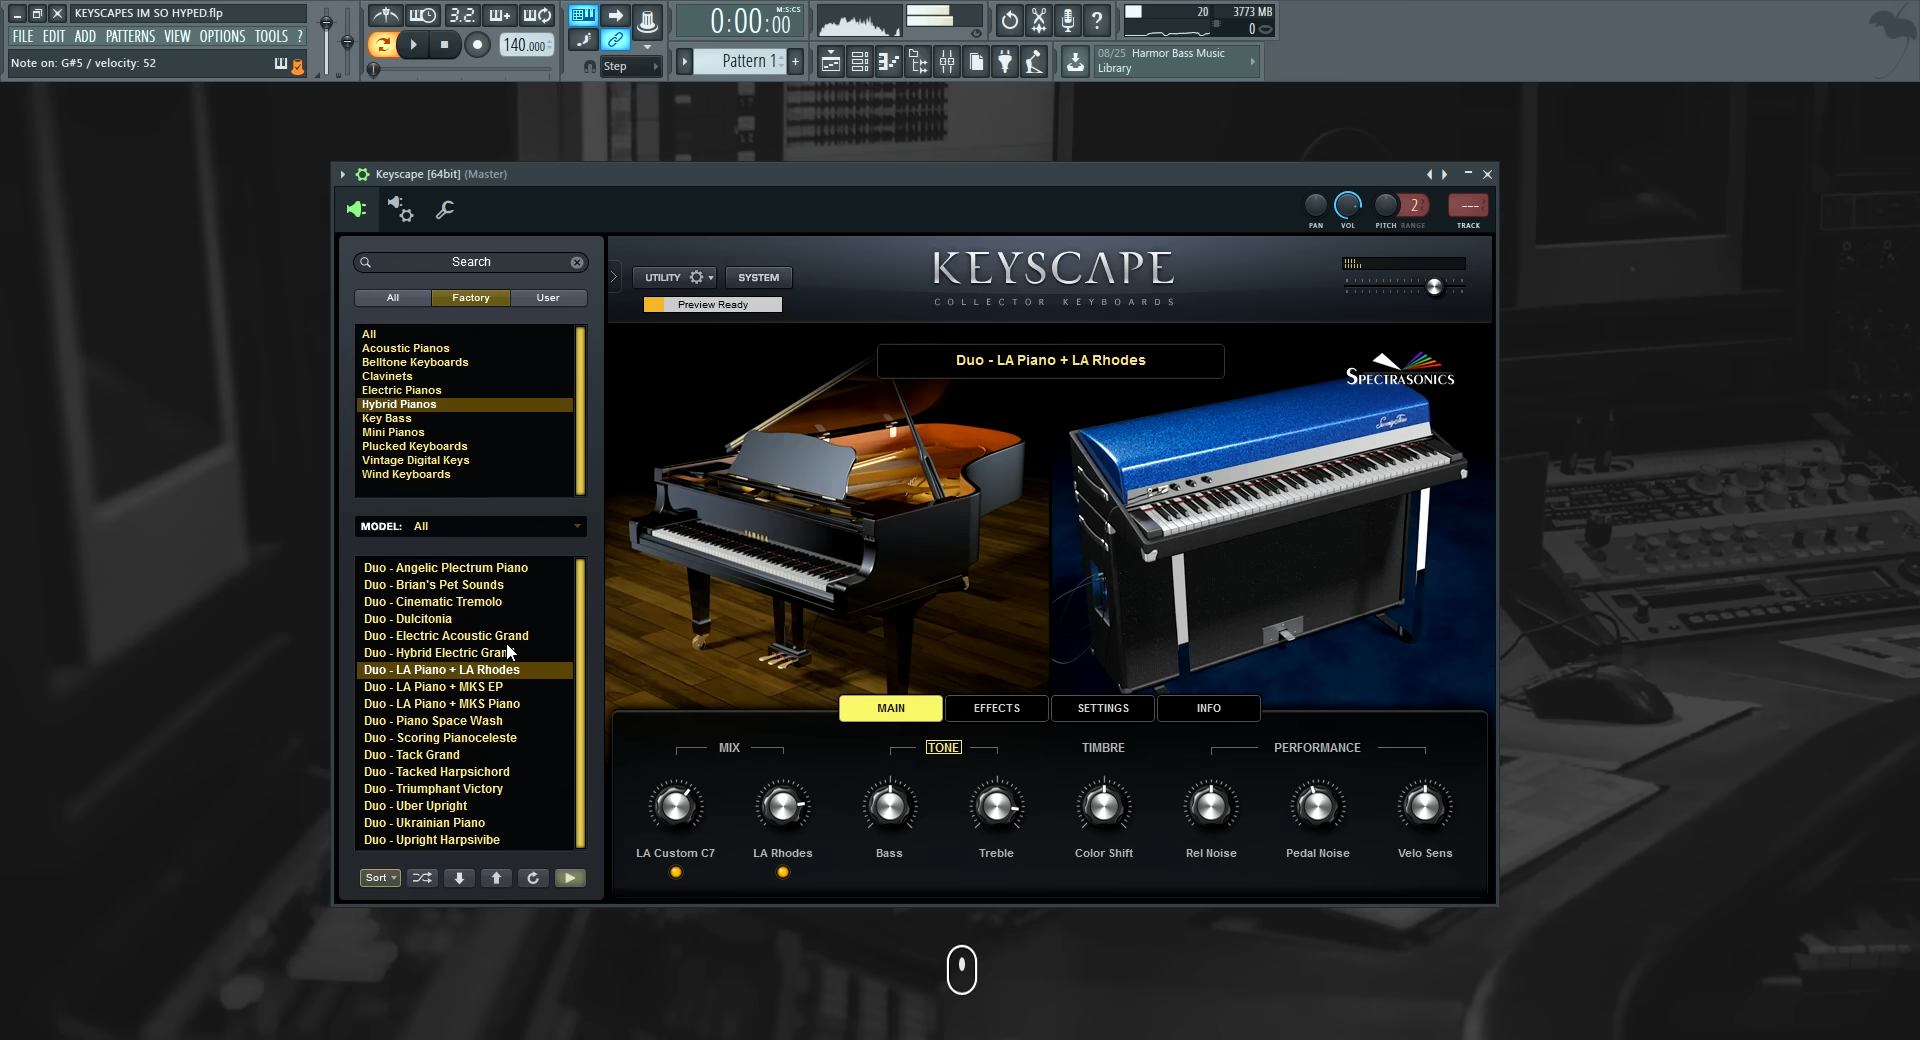 KEYSCAPES IM SO HYPED.flp
FILE EDIT ADD PATTERNS VIEW OPTIONS TOOLS ?
Note on: G#5 / velocity: 52
3.2.
140.000
Step
0:00:00
M:S:CS
Pattern 1
+
?
20
3773 MB
0
08/25 Harmor Bass Music
Library
Keyscape [64bit] (Master)
PAN
VOL
PITCH RANGE
2
---
TRACK
Search
All
Factory
User
UTILITY
SYSTEM
Preview Ready
KEYSCAPE
COLLECTOR KEYBOARDS
All
Acoustic Pianos
Belltone Keyboards
Clavinets
Electric Pianos
Hybrid Pianos
Key Bass
Mini Pianos
Plucked Keyboards
Vintage Digital Keys
Wind Keyboards
Duo - LA Piano + LA Rhodes
SPECTRASONICS
YAMAHA
MODEL: All
Duo - Angelic Plectrum Piano
Duo - Brian's Pet Sounds
Duo - Cinematic Tremolo
Duo - Dulcitonia
Duo - Electric Acoustic Grand
Duo - Hybrid Electric Grand
Duo - LA Piano + LA Rhodes
Duo - LA Piano + MKS EP
Duo - LA Piano + MKS Piano
Duo - Piano Space Wash
Duo - Scoring Pianoceleste
Duo - Tack Grand
Duo - Tacked Harpsichord
Duo - Triumphant Victory
Duo - Uber Upright
Duo - Ukrainian Piano
Duo - Upright Harpsivibe
Sort
MAIN
EFFECTS
SETTINGS
INFO
MIX
TONE
TIMBRE
PERFORMANCE
LA Custom C7
LA Rhodes
Bass
Treble
Color Shift
Rel Noise
Pedal Noise
Velo Sens